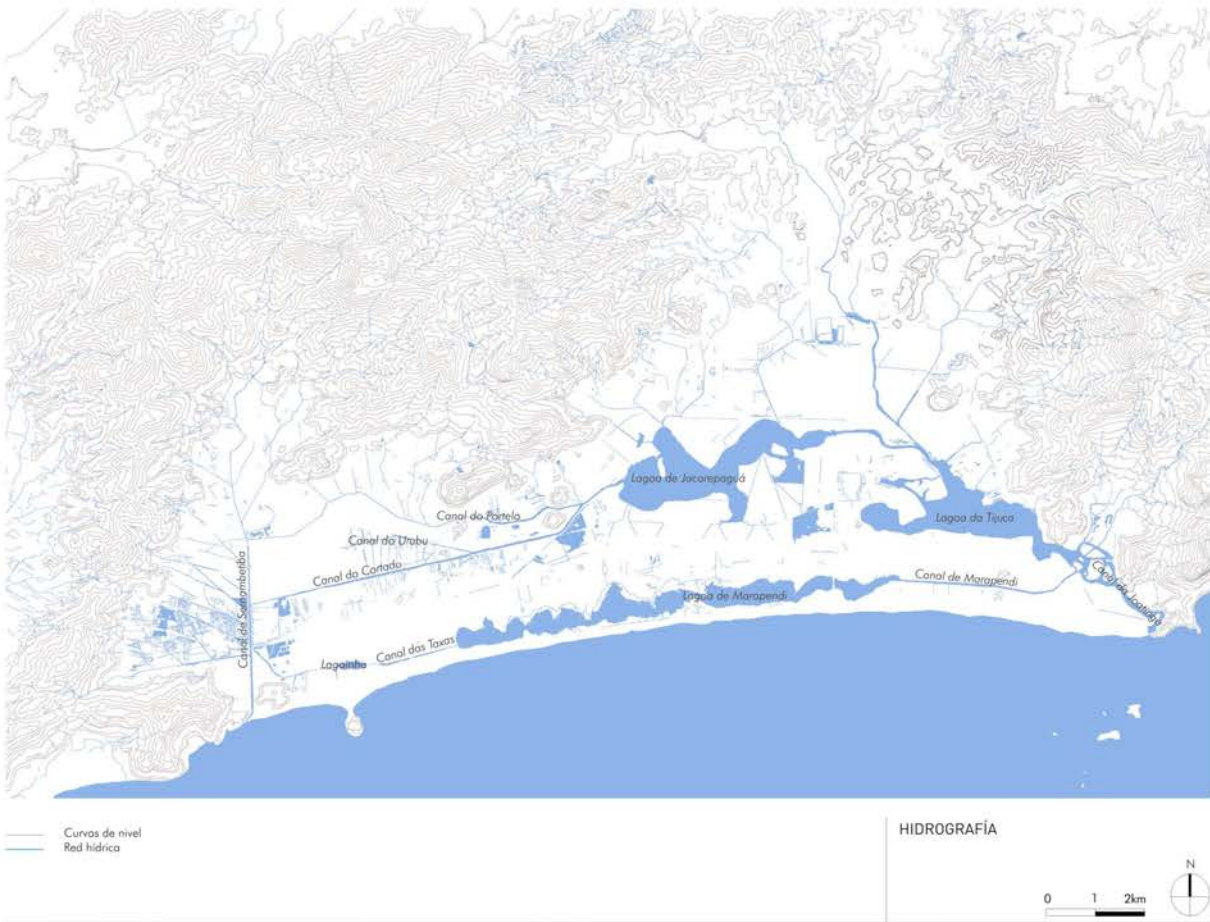 Lagoa de Jacarepaguá
Canal do Portelo
Lagoa da Tijuca
Canal do Urubu
Canal do Cortado
Canal da Joatinga
Canal de Marapendi
Lagoa de Marapendi
Canal de Sernambetiba
Canal das Taxas
Lagoinha
Curvas de nivel
Red hídrica
HIDROGRAFÍA
N
0 1 2km